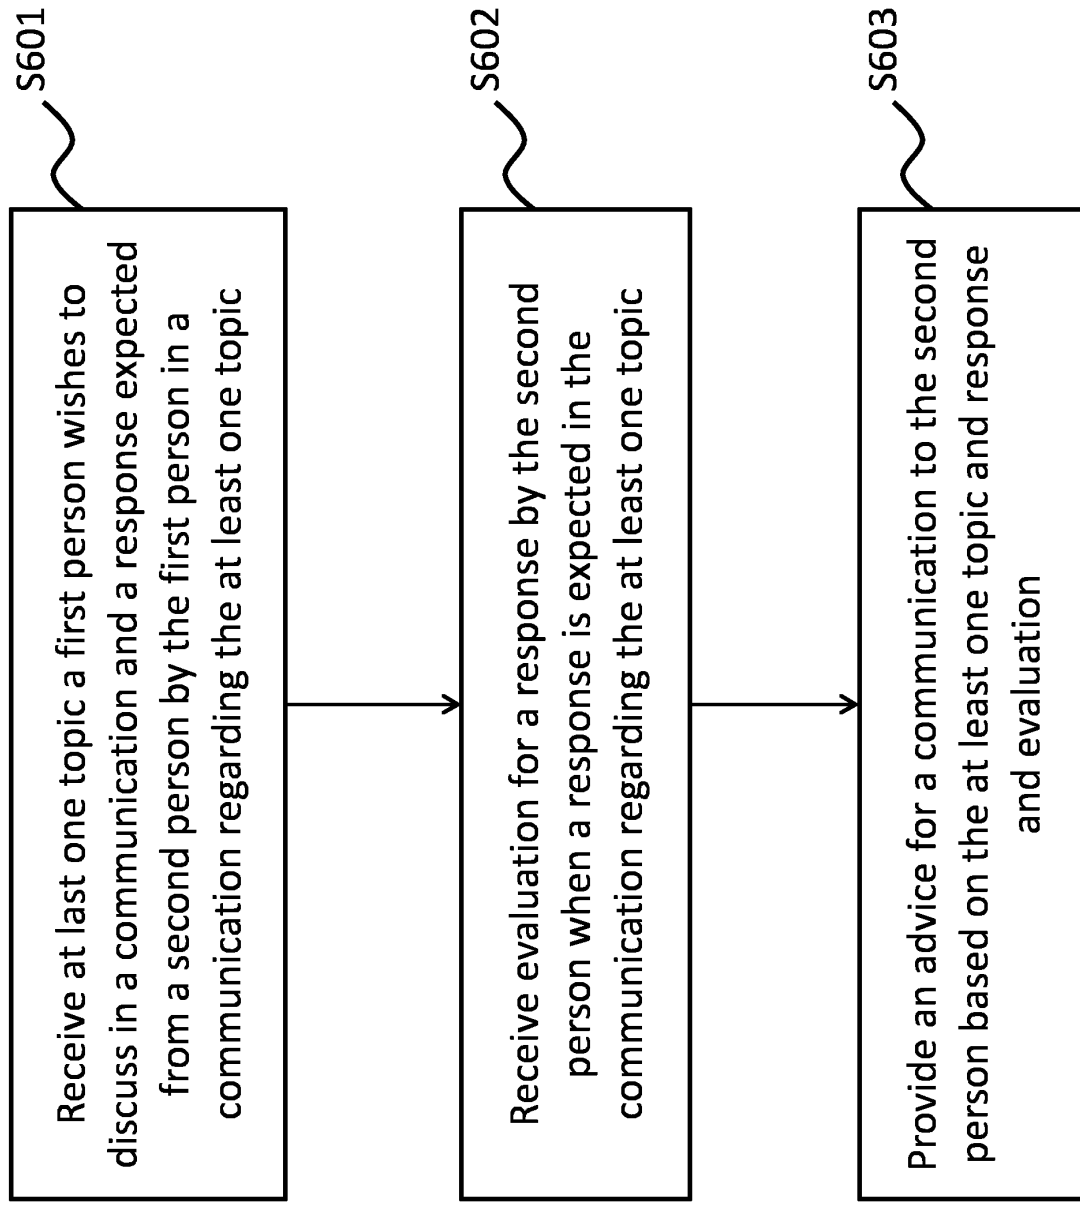 Receive at last one topic a first person wishes to
discuss in a communication and a response expected
from a second person by the first person in a
communication regarding the at least one topic
S601
Receive evaluation for a response by the second
person when a response is expected in the
communication regarding the at least one topic
S602
Provide an advice for a communication to the second
person based on the at least one topic and response
and evaluation
S603